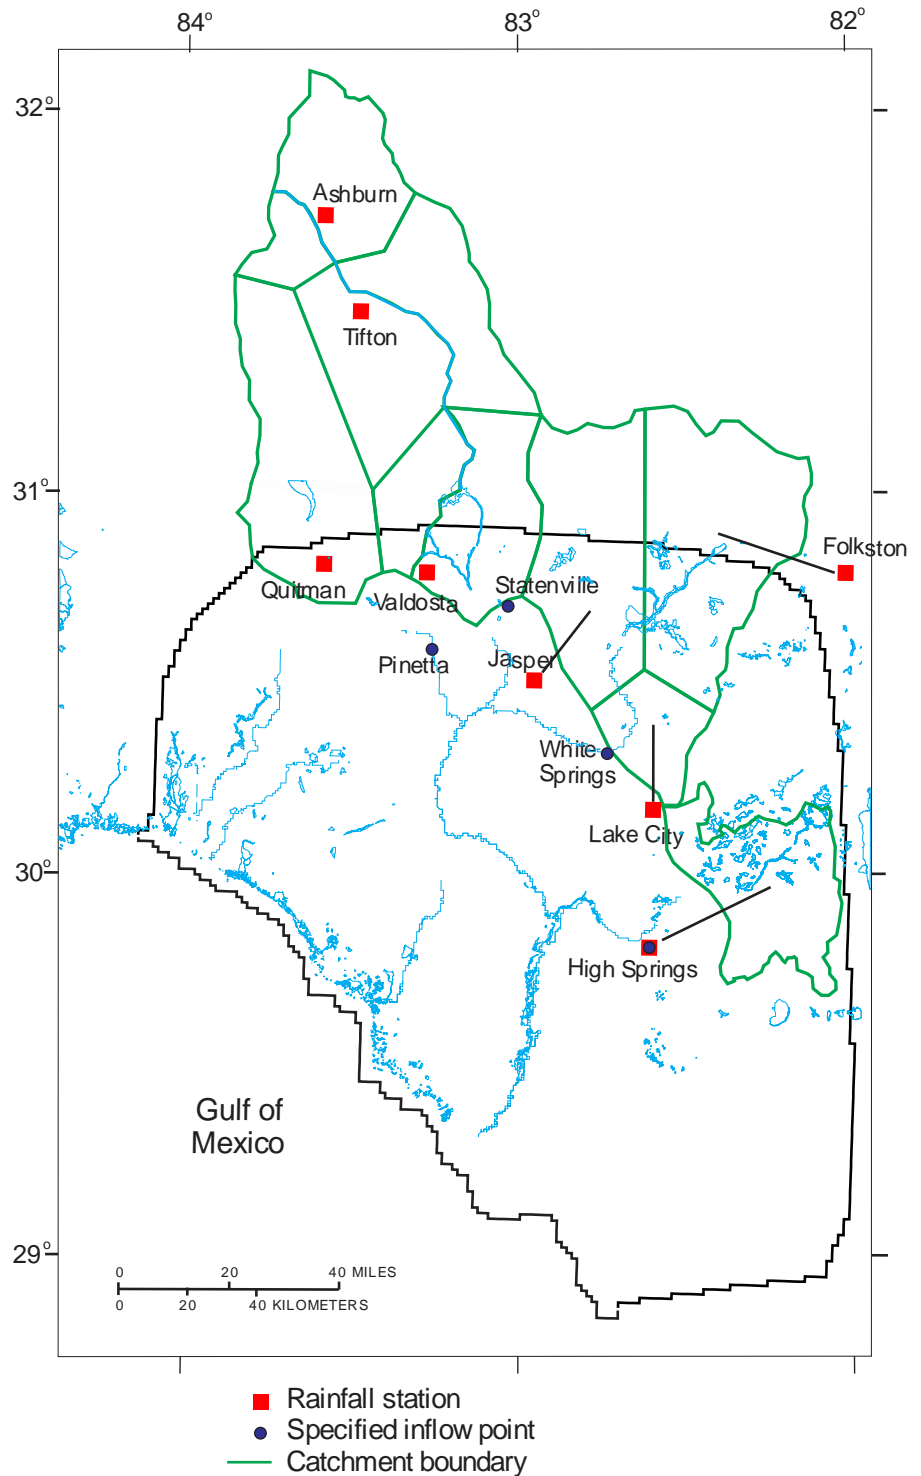 84° 83° 82°
32°
Ashburn
Tifton
31°
Folkston
Quitman
Valdosta
Statenville
Pinetta
Jasper
White
Springs
Lake City
30°
High Springs
Gulf of
Mexico
29°
0 20 40 MILES
0 20 40 KILOMETERS
Rainfall station
Specified inflow point
Catchment boundary